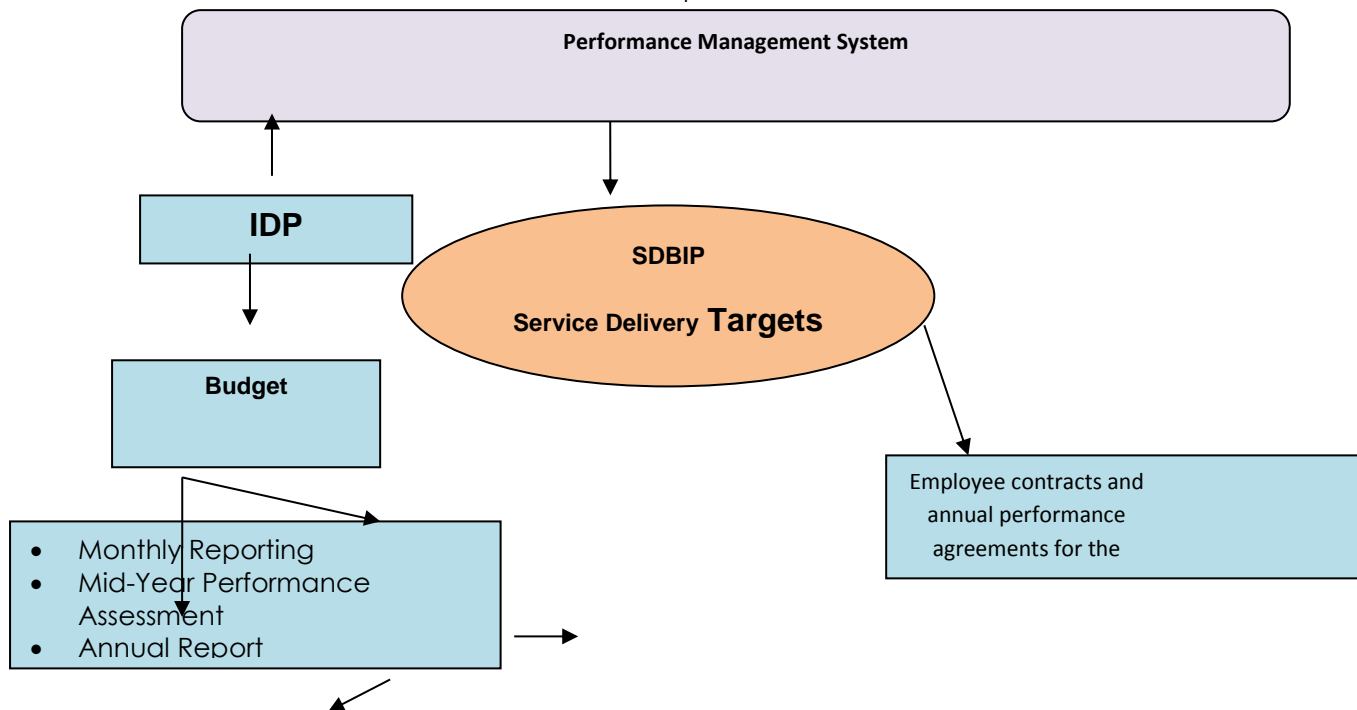 Performance Management System
IDP
SDBIP
Service Delivery Targets
Budget
Employee contracts and
annual performance
agreements for the
• Monthly Reporting
• Mid-Year Performance
Assessment
• Annual Report